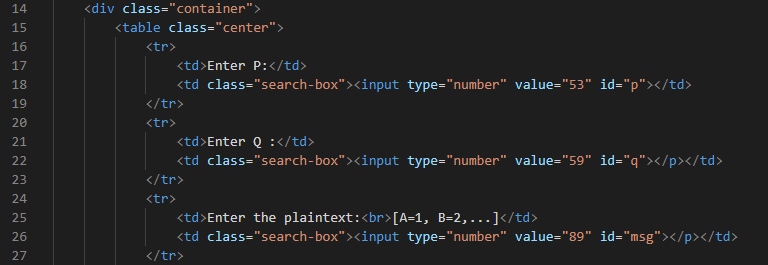 14 <div class="container">
15 <table class="center">
16 <tr>
17 <td>Enter P:</td>
18 <td class="search-box"><input type="number" value="53" id="p"></td>
19 </tr>
20 <tr>
21 <td>Enter Q :</td>
22 <td class="search-box"><input type="number" value="59" id="q"></p></td>
23 </tr>
24 <tr>
25 <td>Enter the plaintext:<br>[A=1, B=2,...]</td>
26 <td class="search-box"><input type="number" value="89" id="msg"></p></td>
27 </tr>